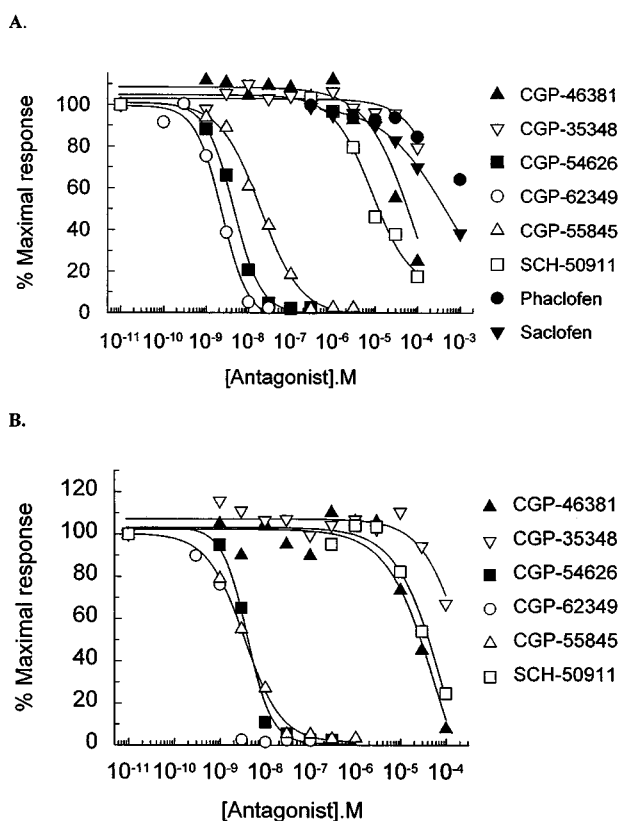 A.
% Maximal response
100
80
60
40
20
0
10⁻¹¹ 10⁻¹⁰ 10⁻⁹ 10⁻⁸ 10⁻⁷ 10⁻⁶ 10⁻⁵ 10⁻⁴ 10⁻³
[Antagonist].M
CGP-46381
CGP-35348
CGP-54626
CGP-62349
CGP-55845
SCH-50911
Phaclofen
Saclofen
B.
% Maximal response
120
100
80
60
40
20
0
10⁻¹¹ 10⁻¹⁰ 10⁻⁹ 10⁻⁸ 10⁻⁷ 10⁻⁶ 10⁻⁵ 10⁻⁴
[Antagonist].M
CGP-46381
CGP-35348
CGP-54626
CGP-62349
CGP-55845
SCH-50911